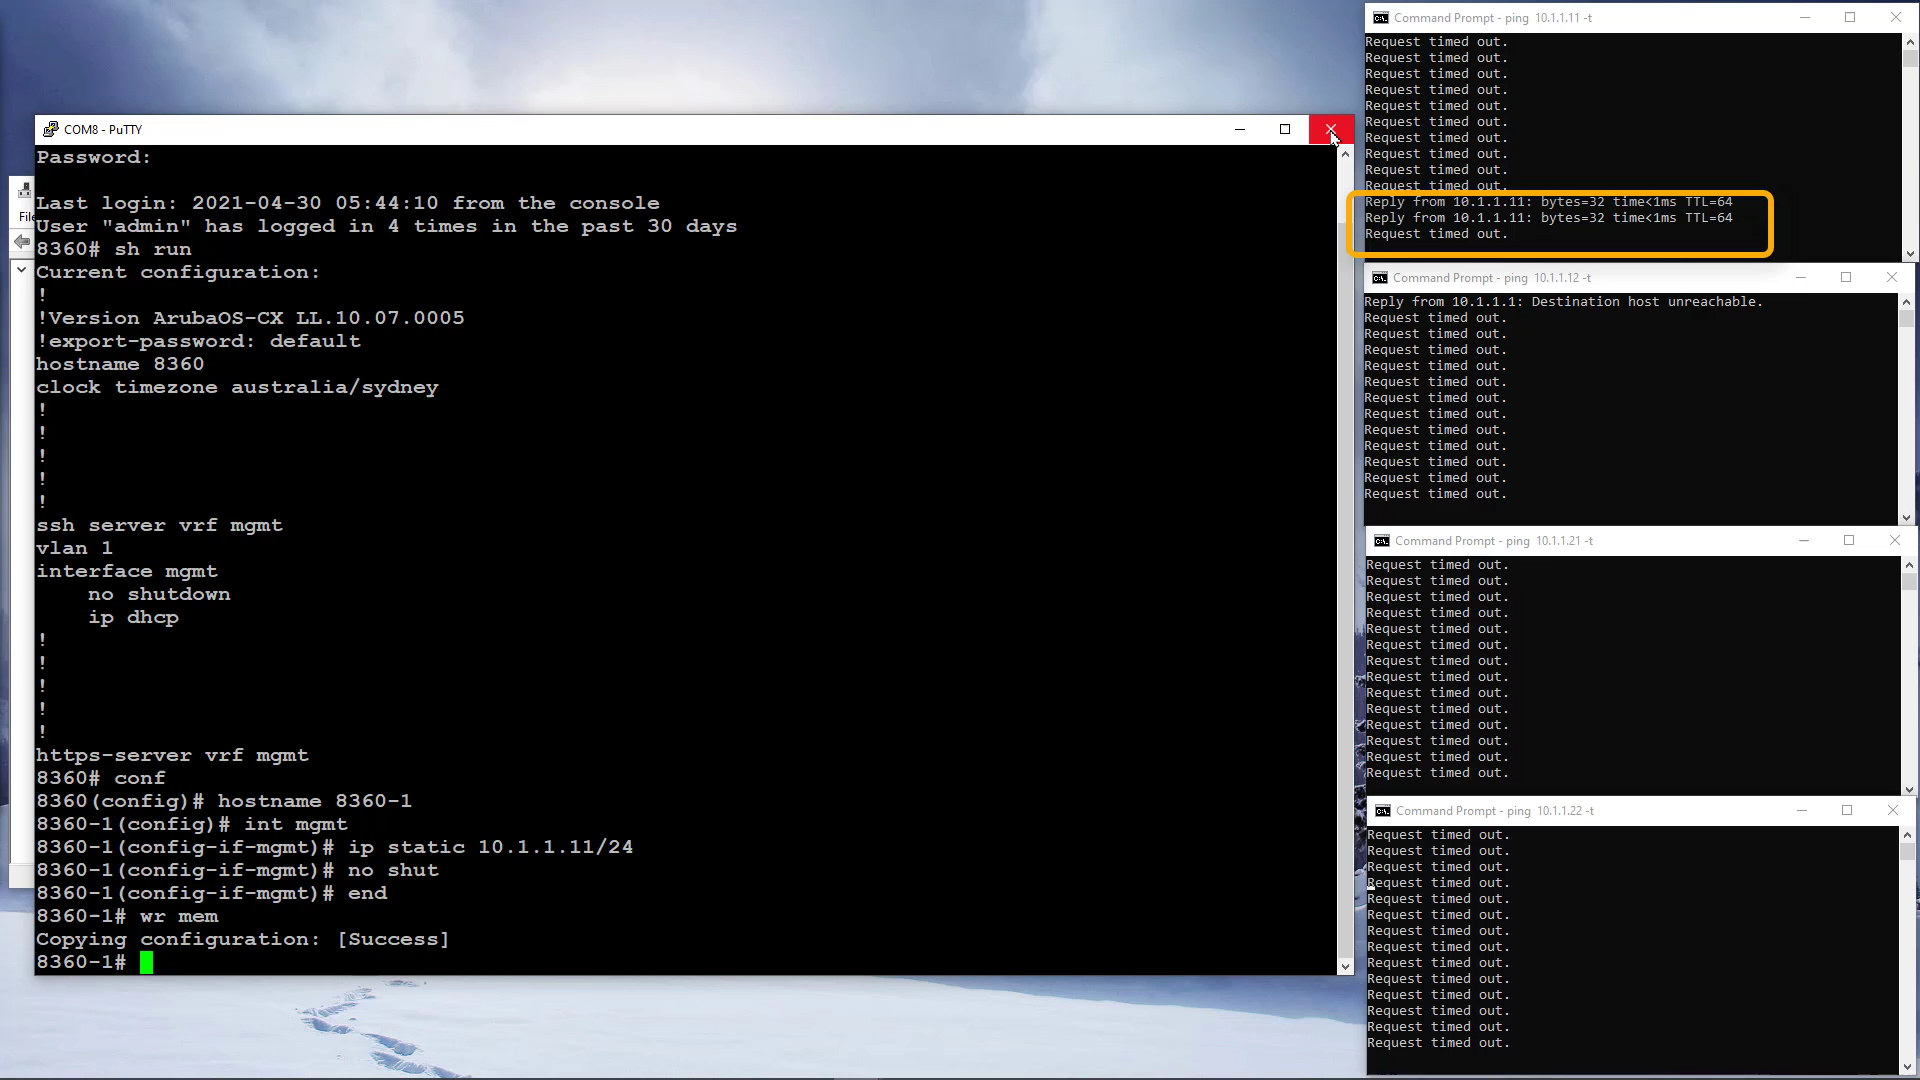 COM8 - PuTTY
Password:
Last login: 2021-04-30 05:44:10 from the console
User "admin" has logged in 4 times in the past 30 days
8360# sh run
Current configuration:
!
!Version ArubaOS-CX LL.10.07.0005
!export-password: default
hostname 8360
clock timezone australia/sydney
!
!
!
!
!
ssh server vrf mgmt
vlan 1
interface mgmt
    no shutdown
    ip dhcp
!
!
!
!
!
https-server vrf mgmt
8360# conf
8360(config)# hostname 8360-1
8360-1(config)# int mgmt
8360-1(config-if-mgmt)# ip static 10.1.1.11/24
8360-1(config-if-mgmt)# no shut
8360-1(config-if-mgmt)# end
8360-1# wr mem
Copying configuration: [Success]
8360-1#
Command Prompt - ping 10.1.1.11 -t
Request timed out.
Request timed out.
Request timed out.
Request timed out.
Request timed out.
Request timed out.
Request timed out.
Request timed out.
Request timed out.
Request timed out.
Reply from 10.1.1.11: bytes=32 time<1ms TTL=64
Reply from 10.1.1.11: bytes=32 time<1ms TTL=64
Request timed out.
Command Prompt - ping 10.1.1.12 -t
Reply from 10.1.1.1: Destination host unreachable.
Request timed out.
Request timed out.
Request timed out.
Request timed out.
Request timed out.
Request timed out.
Request timed out.
Request timed out.
Request timed out.
Request timed out.
Request timed out.
Request timed out.
Command Prompt - ping 10.1.1.21 -t
Request timed out.
Request timed out.
Request timed out.
Request timed out.
Request timed out.
Request timed out.
Request timed out.
Request timed out.
Request timed out.
Request timed out.
Request timed out.
Request timed out.
Request timed out.
Request timed out.
Command Prompt - ping 10.1.1.22 -t
Request timed out.
Request timed out.
Request timed out.
Request timed out.
Request timed out.
Request timed out.
Request timed out.
Request timed out.
Request timed out.
Request timed out.
Request timed out.
Request timed out.
Request timed out.
Request timed out.